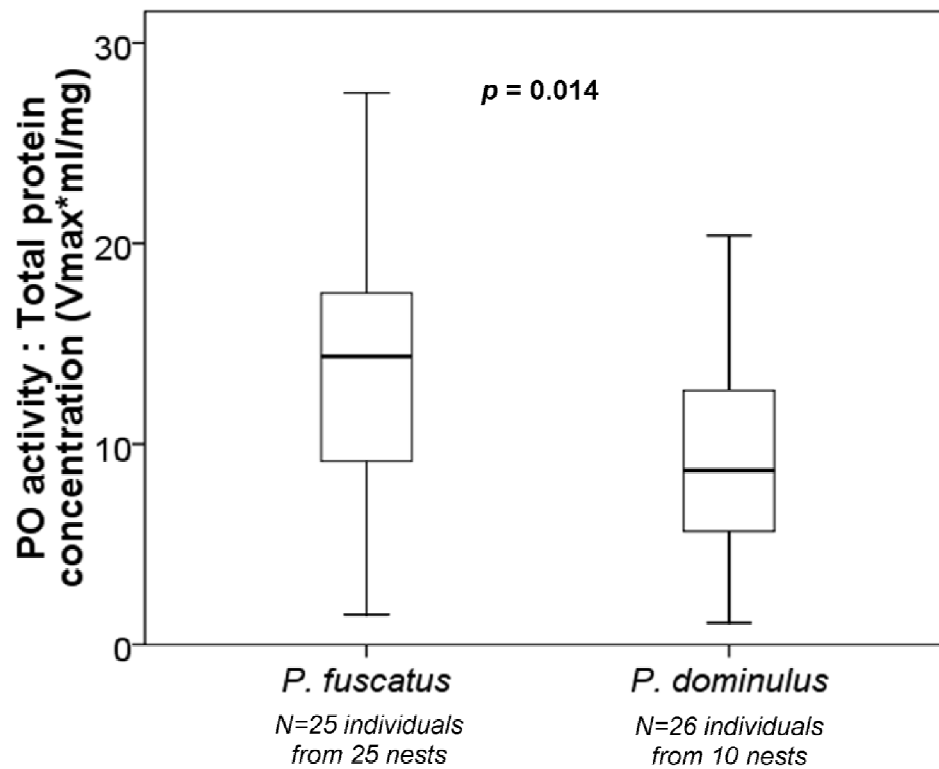 PO activity : Total protein
concentration (Vmax*ml/mg)
30
20
10
0
p = 0.014
P. fuscatus
N=25 individuals
from 25 nests
P. dominulus
N=26 individuals
from 10 nests